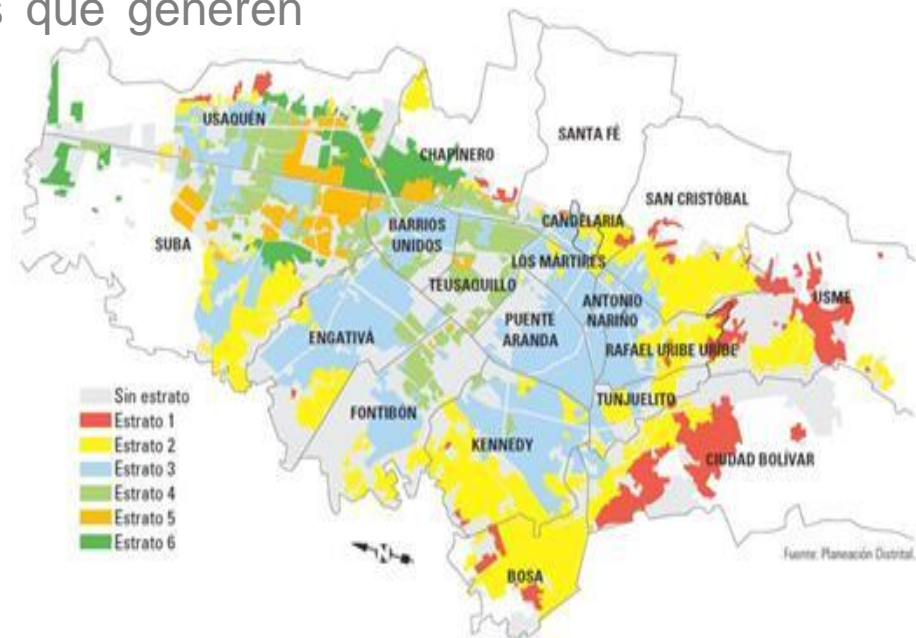 s que generen
USAQUÉN
SANTA FÉ
CHAPINERO
SAN CRISTÓBAL
CANDELARIA
BARRIOS
UNIDOS
SUBA
LOS MÁRTIRES
TEUSAQUILLO
ANTONIO
NARIÑO
USME
PUENTE
ARANDA
ENGATIVÁ
RAFAEL URIBE URIBE
TUNJUELITO
FONTIBÓN
KENNEDY
CIUDAD BOLÍVAR
BOSA
Sin estrato
Estrato 1
Estrato 2
Estrato 3
Estrato 4
Estrato 5
Estrato 6
N
Fuente: Planeación Distrital.